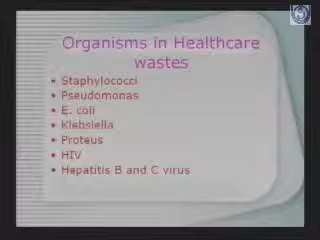 Organisms in Healthcare
wastes
• Staphylococci
• Pseudomonas
• E. coli
• Klebsiella
• Proteus
• HIV
• Hepatitis B and C virus